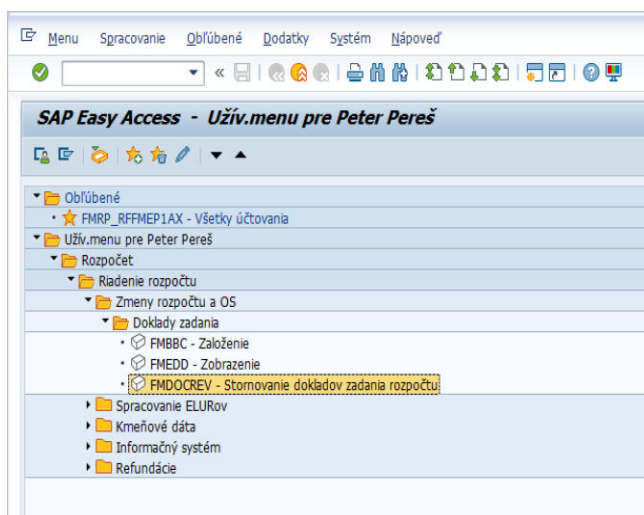 Menu Spracovanie Obľúbené Dodatky Systém Nápoveď
SAP Easy Access - Užív.menu pre Peter Pereš
Obľúbené
FMRP_RFFMEP1AX - Všetky účtovania
Užív.menu pre Peter Pereš
Rozpočet
Riadenie rozpočtu
Zmeny rozpočtu a OS
Doklady zadania
FMBBC - Založenie
FMEDD - Zobrazenie
FMDOCREV - Stornovanie dokladov zadania rozpočtu
Spracovanie ELURov
Kmeňové dáta
Informačný systém
Refundácie